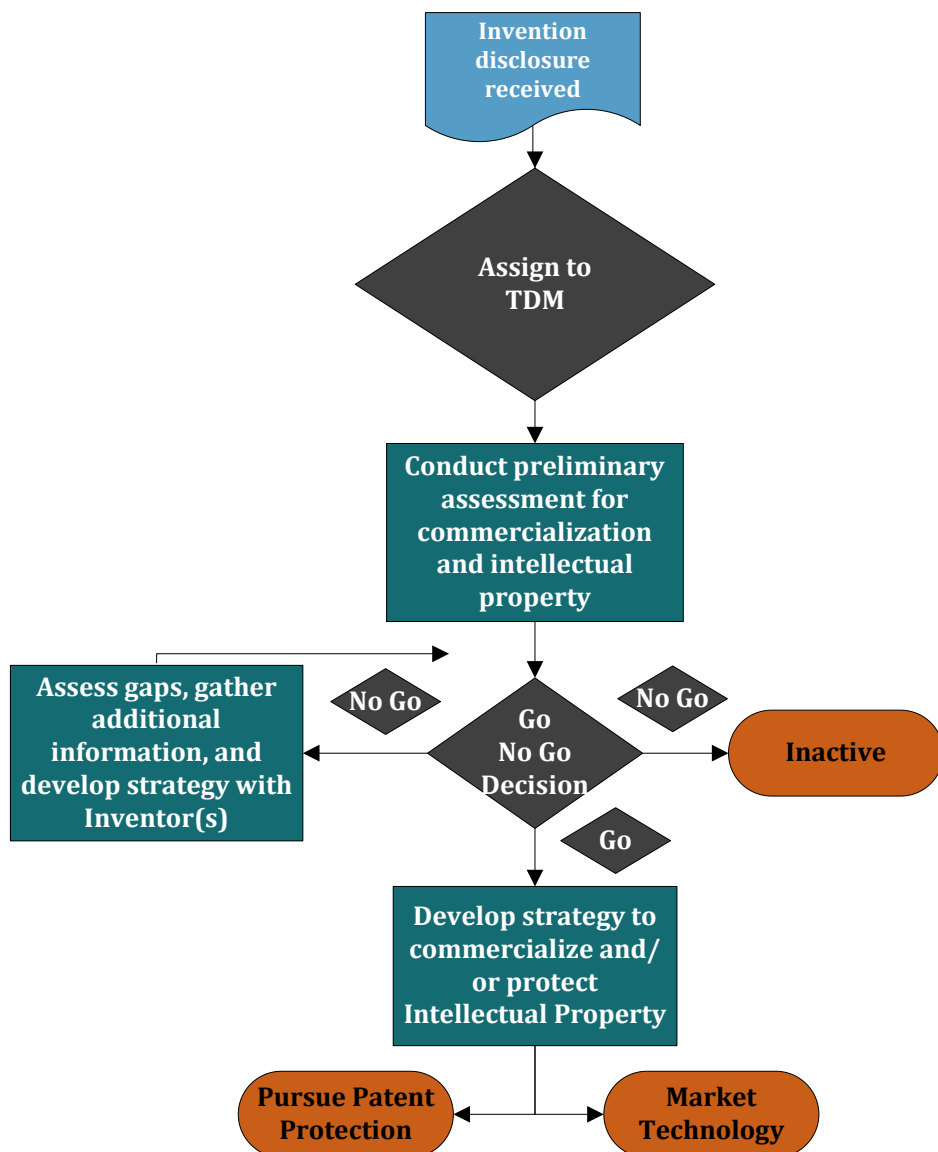 Invention
disclosure
received
Assign to
TDM
Conduct preliminary
assessment for
commercialization
and intellectual
property
Assess gaps, gather
additional
information, and
develop strategy with
Inventor(s)
No Go
Go
No Go
Decision
No Go
Inactive
Go
Develop strategy to
commercialize and/
or protect
Intellectual Property
Pursue Patent
Protection
Market
Technology